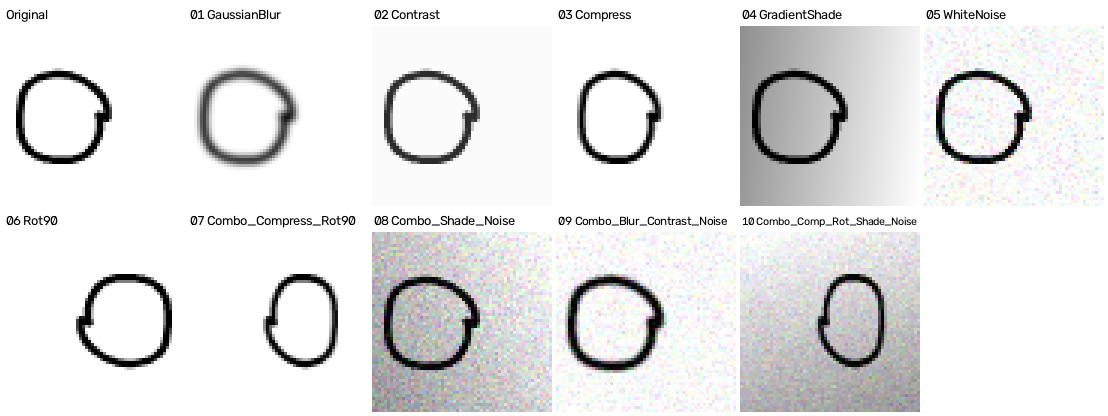 Original 01 GaussianBlur 02 Contrast 03 Compress 04 GradientShade 05 WhiteNoise
06 Rot90 07 Combo_Compress_Rot90 08 Combo_Shade_Noise 09 Combo_Blur_Contrast_Noise 10 Combo_Comp_Rot_Shade_Noise